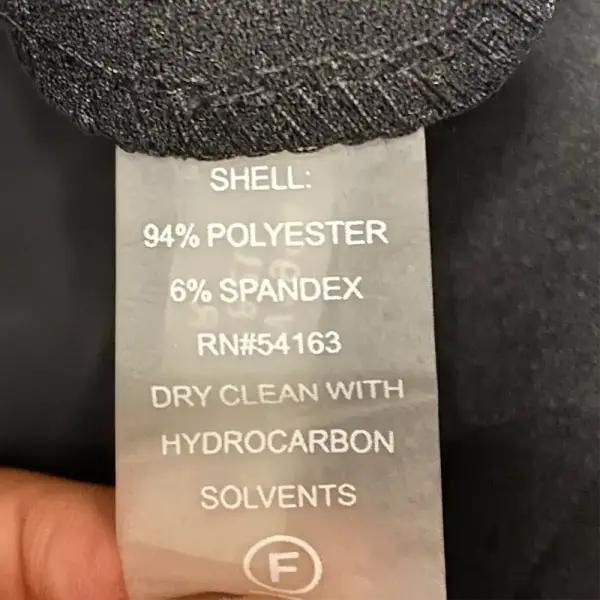 SHELL:
94% POLYESTER
6% SPANDEX
RN#54163
DRY CLEAN WITH
HYDROCARBON
SOLVENTS
F